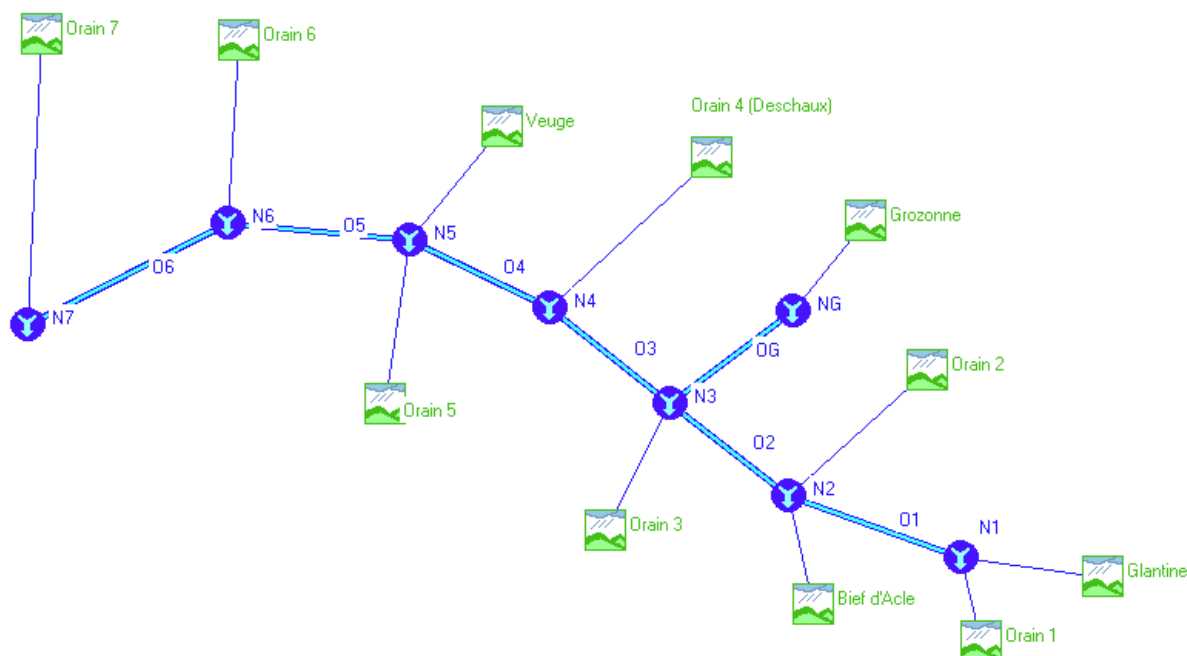 Orain 7
Orain 6
Orain 4 (Deschaux)
Veuge
Grozonne
N6
O5
N5
O6
O4
N7
N4
NG
O3
OG
Orain 2
N3
Orain 5
O2
N2
O1
N1
Orain 3
Glantine
Bief d'Acle
Orain 1